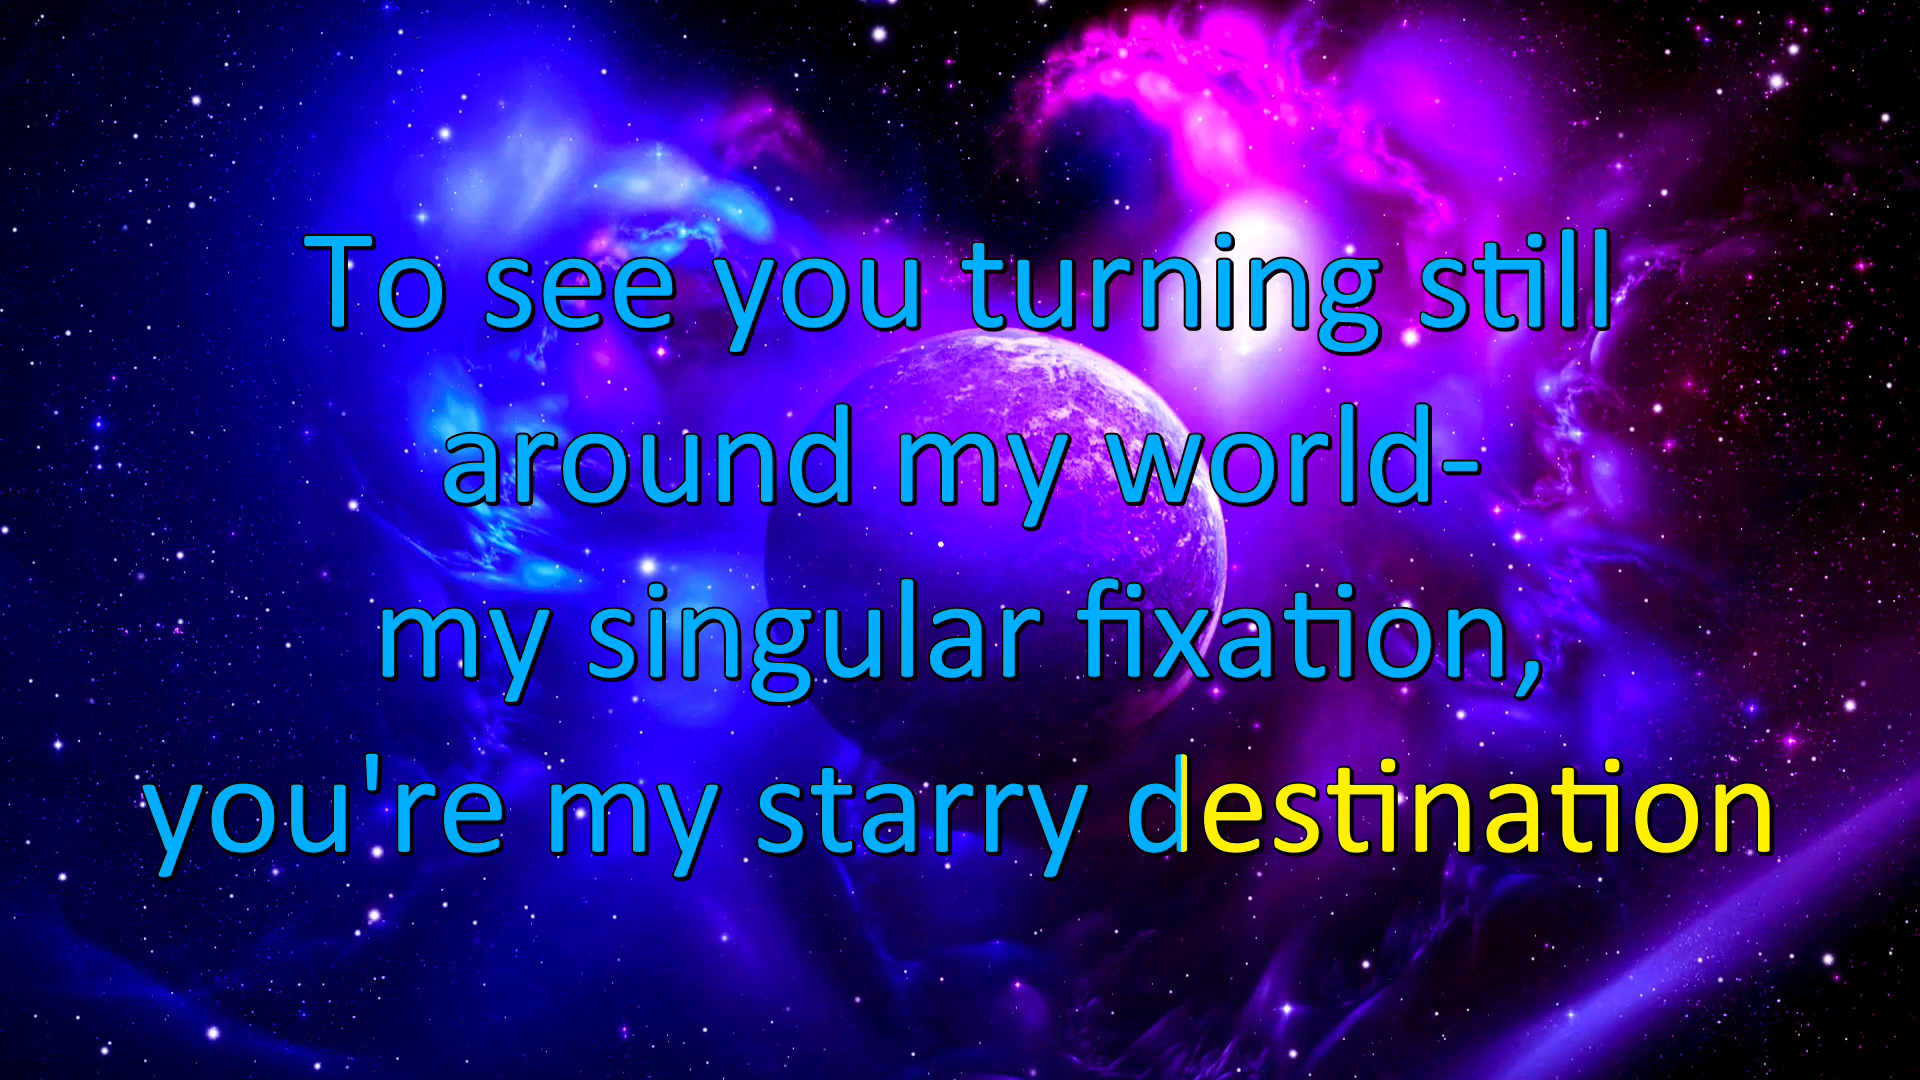 To see you turning still
around my world-
my singular fixation,
you're my starry destination